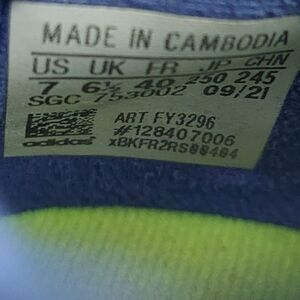 MADE IN CAMBODIA
US UK FR JP CHN
7 6½ 40 250 245
SGC 753002 09/21
ART FY3296
#128407006
adidas xBKFR2RS88484